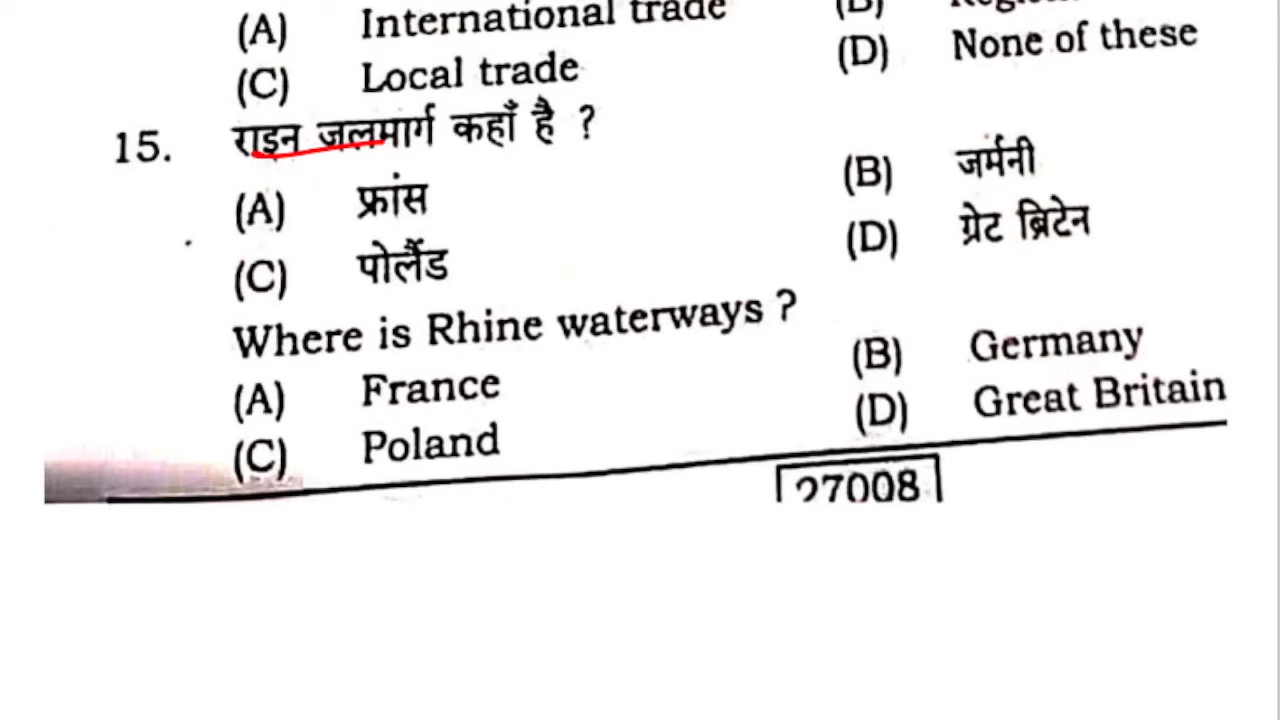 (A) International trade (B)
(C) Local trade (D) None of these
15. राइन जलमार्ग कहाँ है ?
(A) फ्रांस (B) जर्मनी
(C) पोलैंड (D) ग्रेट ब्रिटेन
Where is Rhine waterways ?
(A) France (B) Germany
(C) Poland (D) Great Britain
27008